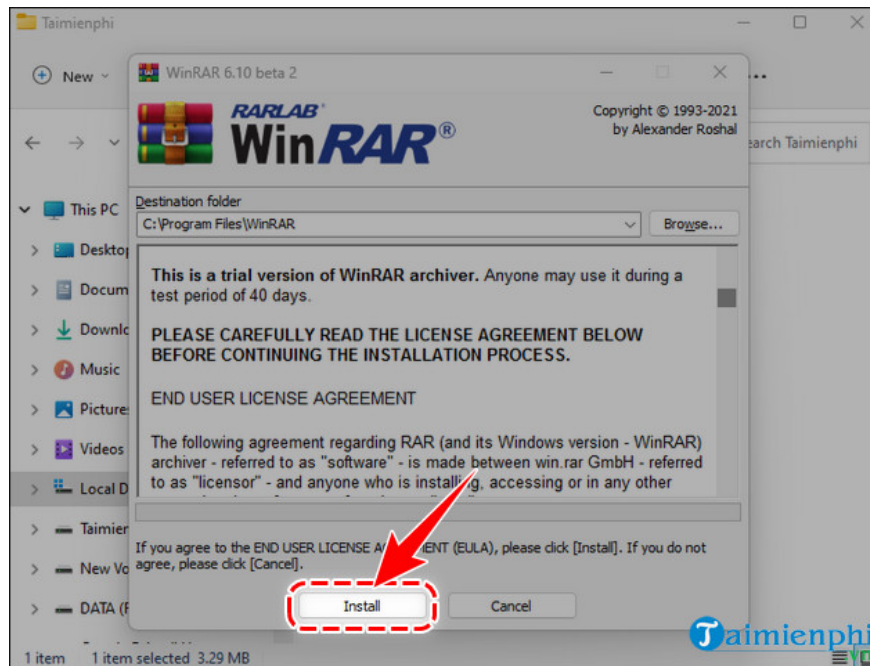 Taimienphi
New
WinRAR 6.10 beta 2
RARLAB®
WinRAR®
Copyright © 1993-2021
by Alexander Roshal
earch Taimienphi
This PC
Destination folder
C:\Program Files\WinRAR
Browse...
Desktop
Docum
Downlo
Music
Pictures
Videos
Local D
Taimien
New Vo
DATA (F
This is a trial version of WinRAR archiver. Anyone may use it during a
test period of 40 days.
PLEASE CAREFULLY READ THE LICENSE AGREEMENT BELOW
BEFORE CONTINUING THE INSTALLATION PROCESS.
END USER LICENSE AGREEMENT
The following agreement regarding RAR (and its Windows version - WinRAR)
archiver - referred to as "software" - is made between win.rar GmbH - referred
to as "licensor" - and anyone who is installing, accessing or in any other
If you agree to the END USER LICENSE AGREEMENT (EULA), please click [Install]. If you do not
agree, please click [Cancel].
Install
Cancel
Taimienphi
1 item 1 item selected 3.29 MB